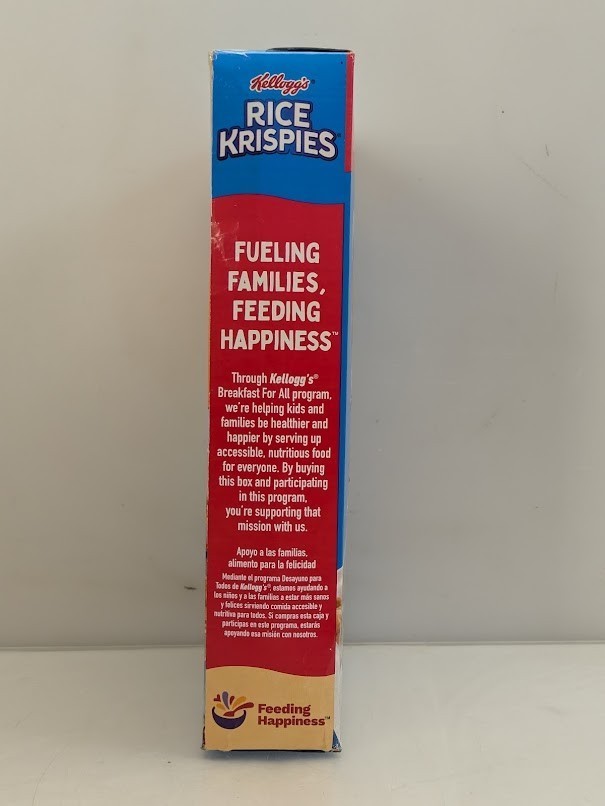 Kellogg's®
RICE
KRISPIES®
FUELING
FAMILIES,
FEEDING
HAPPINESS™
Through Kellogg's®
Breakfast For All program,
we're helping kids and
families be healthier and
happier by serving up
accessible, nutritious food
for everyone. By buying
this box and participating
in this program,
you're supporting that
mission with us.
Apoyo a las familias,
alimento para la felicidad
Mediante el programa Desayuno para
Todos de Kellogg's® estamos ayudando a
los niños y a las familias a estar más sanos
y felices sirviendo comida accesible y
nutritiva para todos. Si compras esta caja y
participas en este programa, estarás
apoyando esa misión con nosotros.
Feeding
Happiness™